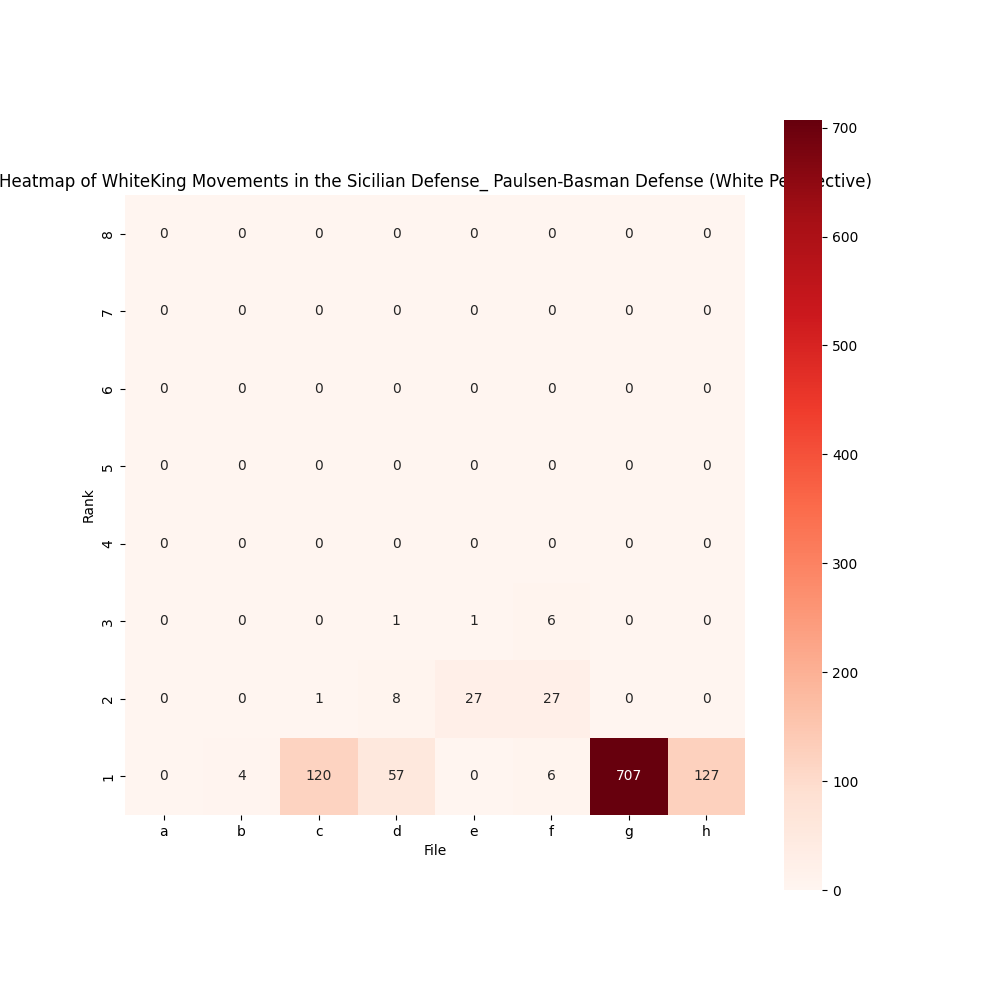 700
Heatmap of WhiteKing Movements in the Sicilian Defense_ Paulsen-Basman Defense (White Pe ective)
8 0 0 0 0 0 0 0 0
600
7 0 0 0 0 0 0 0 0
500
6 0 0 0 0 0 0 0 0
400
5 0 0 0 0 0 0 0 0
Rank
4 0 0 0 0 0 0 0 0
300
3 0 0 0 1 1 6 0 0
200
2 0 0 1 8 27 27 0 0
100
1 0 4 120 57 0 6 707 127
a b c d e f g h
File
0